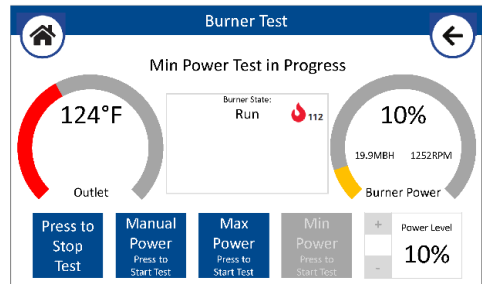 Burner Test
Min Power Test in Progress
124°F
Outlet
Burner State:
Run
112
10%
19.9MBH 1252RPM
Burner Power
Press to
Stop
Test
Manual
Power
Press to
Start Test
Max
Power
Press to
Start Test
Min
Power
Press to
Start Test
+
-
Power Level
10%